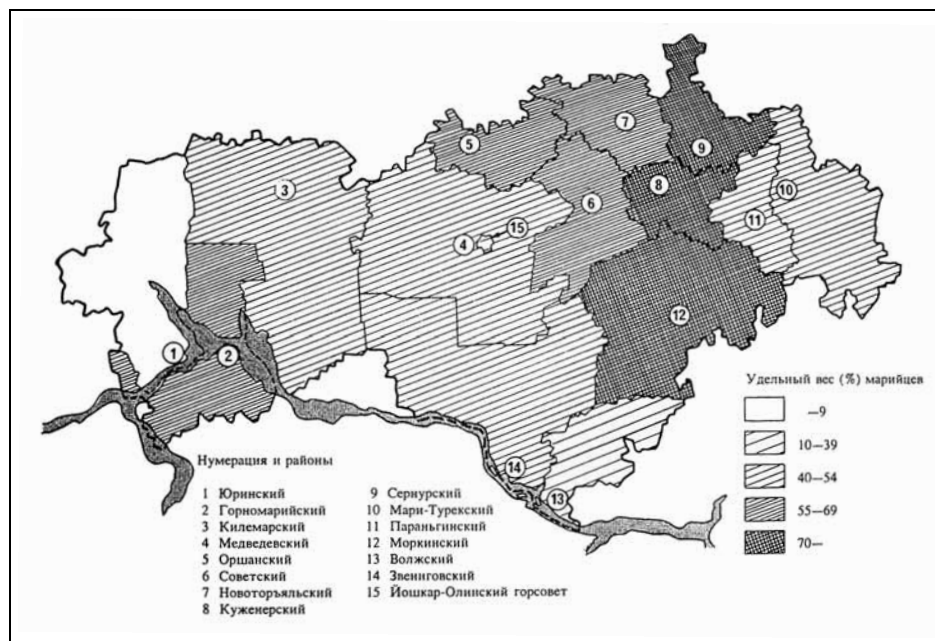 5
7
9
3
8
10
6
11
4
15
12
1
2
14
13
Удельный вес (%) марийцев
—9
10—39
40—54
55—69
70—
Нумерация и районы
1 Юринский
2 Горномарийский
3 Килемарский
4 Медведевский
5 Оршанский
6 Советский
7 Новоторъяльский
8 Куженерский
9 Сернурский
10 Мари-Турекский
11 Параньгинский
12 Моркинский
13 Волжский
14 Звениговский
15 Йошкар-Олинский горсовет